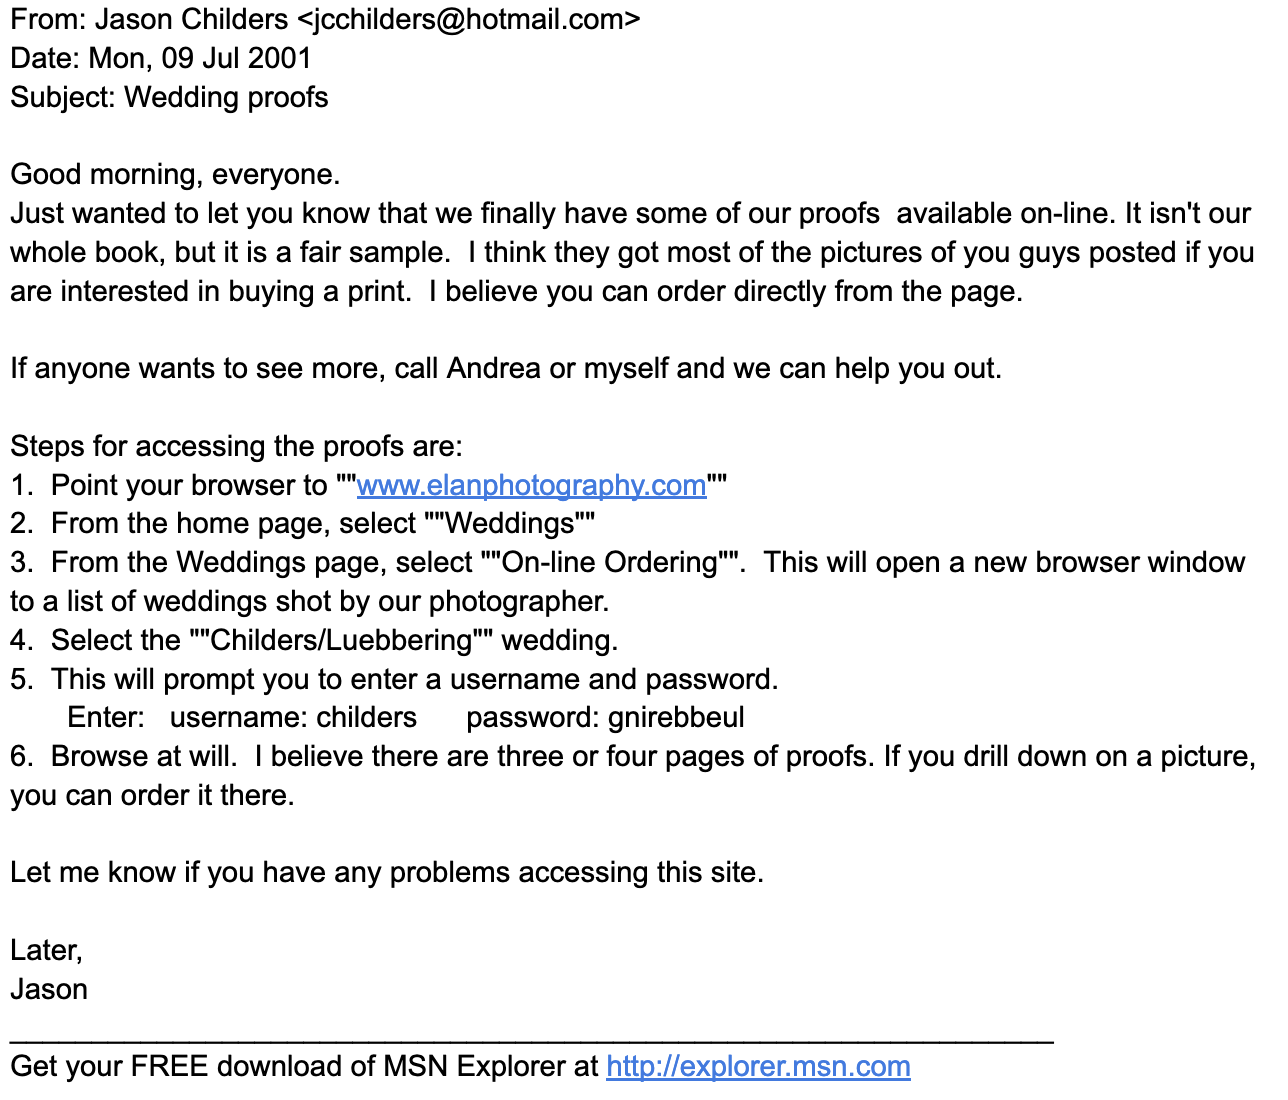 From: Jason Childers <jcchilders@hotmail.com>
Date: Mon, 09 Jul 2001
Subject: Wedding proofs

Good morning, everyone.
Just wanted to let you know that we finally have some of our proofs  available on-line. It isn't our
whole book, but it is a fair sample.  I think they got most of the pictures of you guys posted if you
are interested in buying a print.  I believe you can order directly from the page.

If anyone wants to see more, call Andrea or myself and we can help you out.

Steps for accessing the proofs are:
1.  Point your browser to ""www.elanphotography.com""
2.  From the home page, select ""Weddings""
3.  From the Weddings page, select ""On-line Ordering"".  This will open a new browser window
to a list of weddings shot by our photographer.
4.  Select the ""Childers/Luebbering"" wedding.
5.  This will prompt you to enter a username and password.
       Enter:   username: childers      password: gnirebbeul
6.  Browse at will.  I believe there are three or four pages of proofs. If you drill down on a picture,
you can order it there.

Let me know if you have any problems accessing this site.

Later,
Jason
_________________________________________________________________
Get your FREE download of MSN Explorer at http://explorer.msn.com